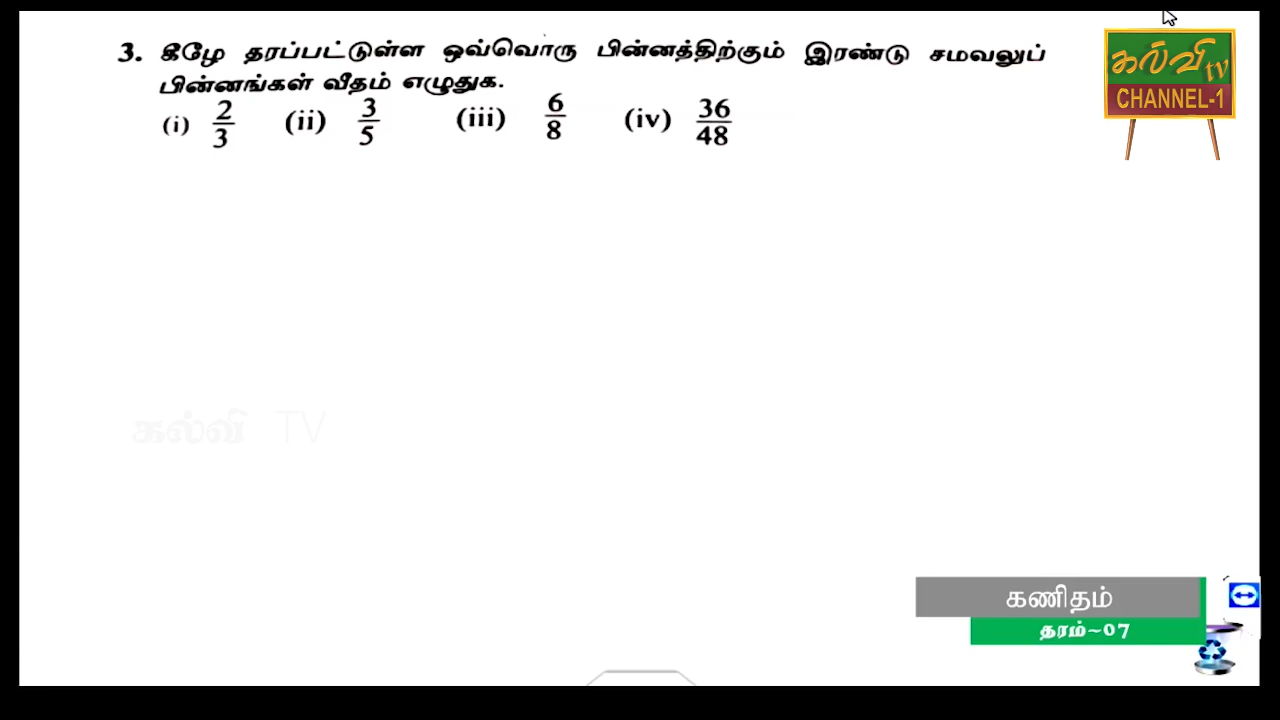 3. கீழே தரப்பட்டுள்ள ஒவ்வொரு பின்னத்திற்கும் இரண்டு சமவலுப்
பின்னங்கள் வீதம் எழுதுக.
(i) 2/3 (ii) 3/5 (iii) 6/8 (iv) 36/48
கல்வி tv
CHANNEL-1
கல்வி TV
கணிதம்
தரம்~07